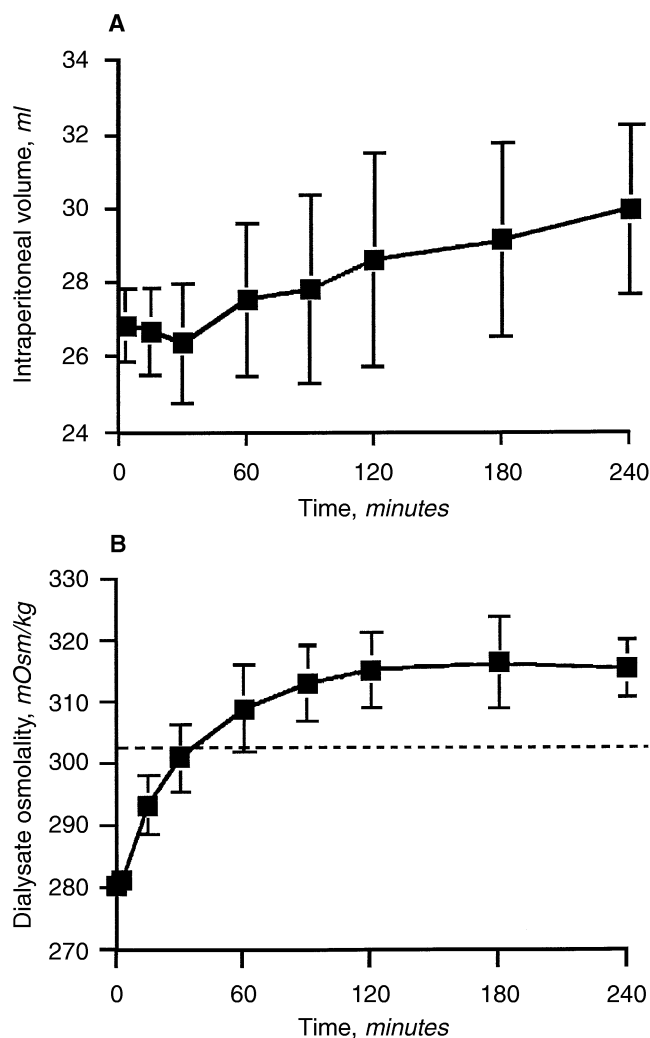 A
Intraperitoneal volume, ml
34
32
30
28
26
24
0 60 120 180 240
Time, minutes
B
Dialysate osmolality, mOsm/kg
330
320
310
300
290
280
270
0 60 120 180 240
Time, minutes